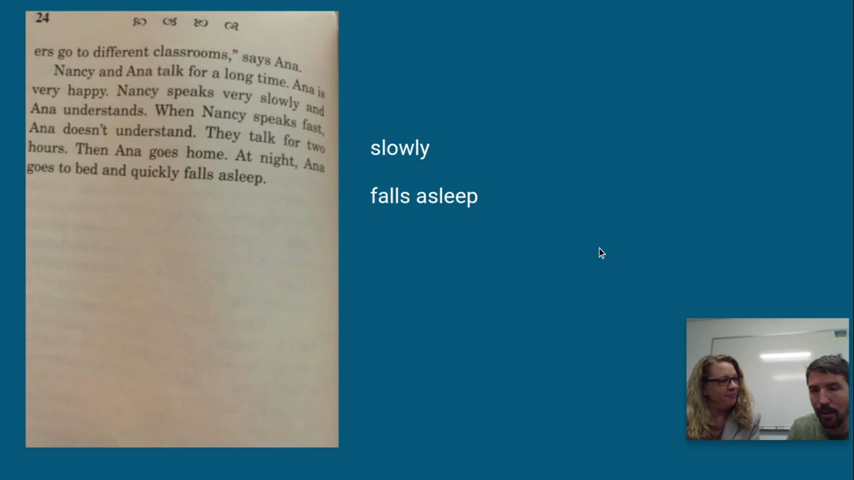 24
ers go to different classrooms," says Ana.
Nancy and Ana talk for a long time. Ana is
very happy. Nancy speaks very slowly and
Ana understands. When Nancy speaks fast,
Ana doesn't understand. They talk for two
hours. Then Ana goes home. At night, Ana
goes to bed and quickly falls asleep.
slowly
falls asleep